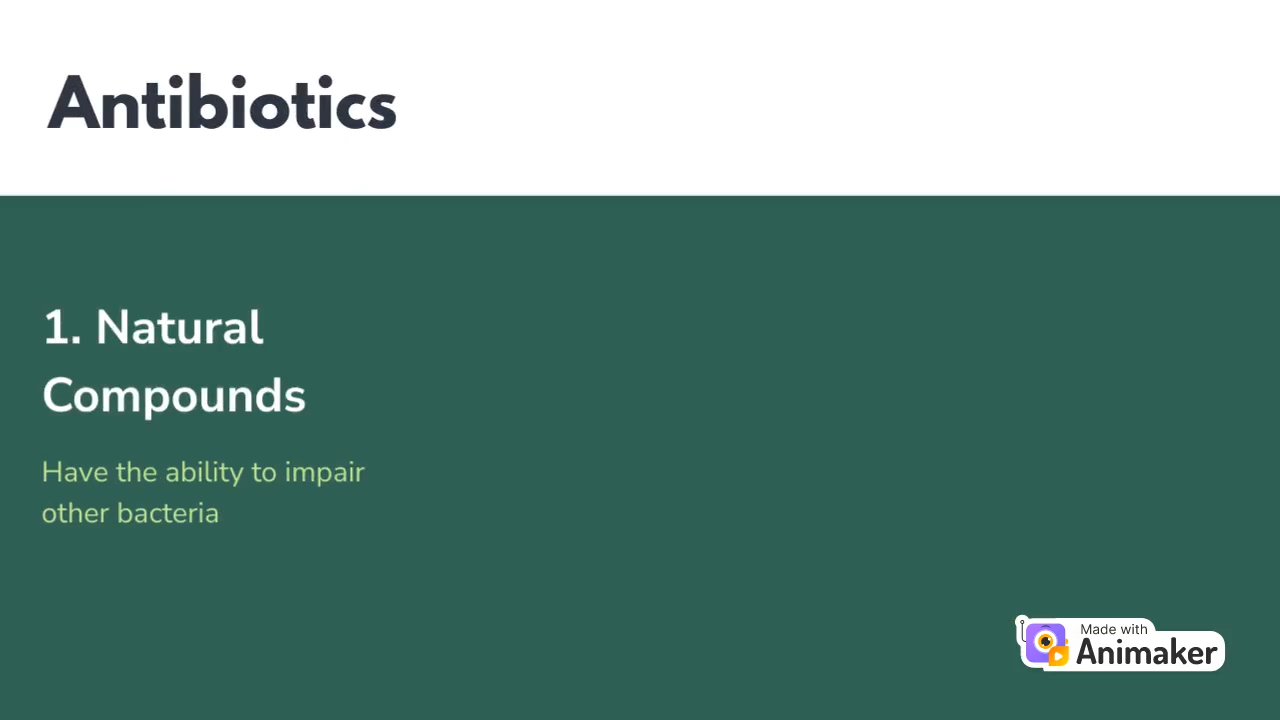 Antibiotics
1. Natural
Compounds
Have the ability to impair
other bacteria
Made with
Animaker